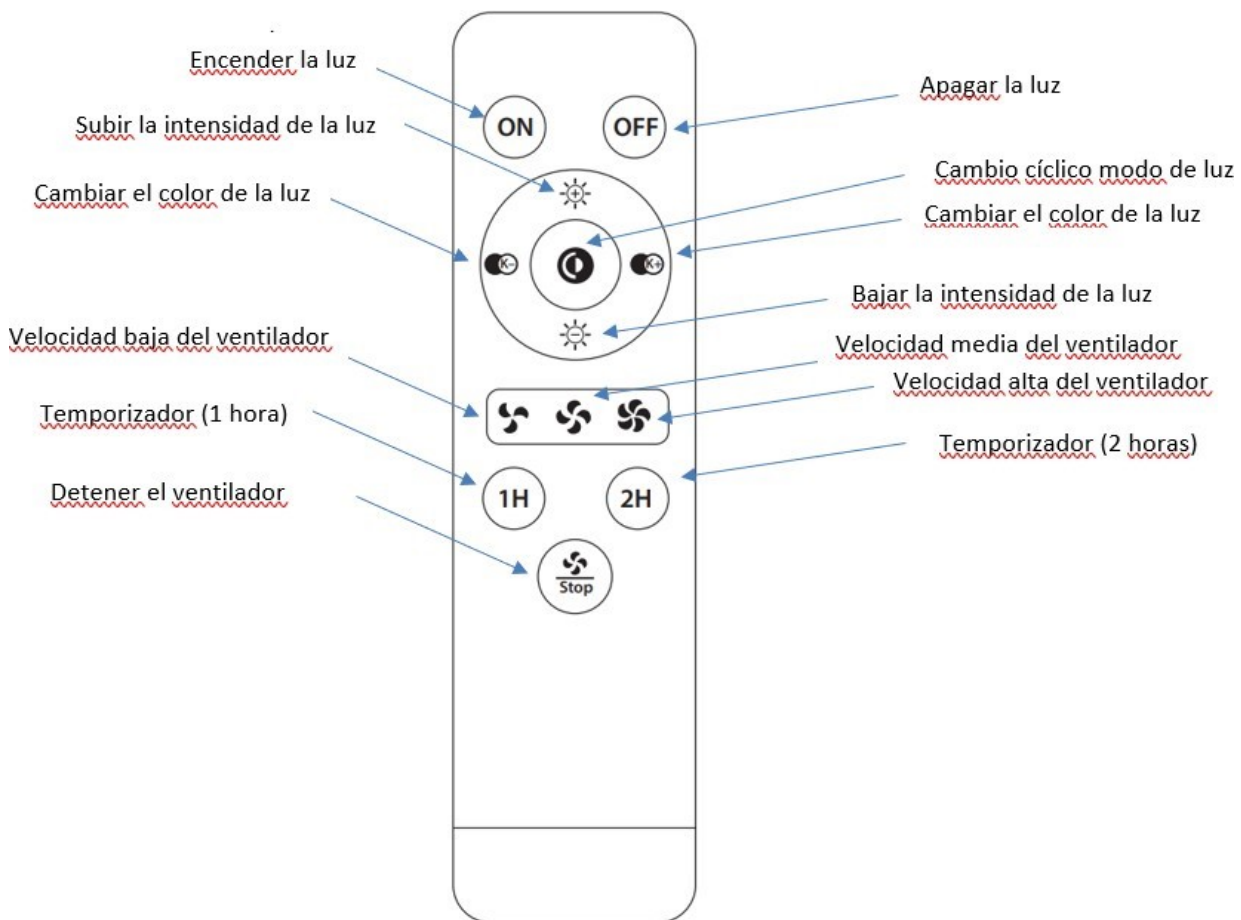 Encender la luz
Apagar la luz
ON
OFF
Subir la intensidad de la luz
Cambio cíclico modo de luz
Cambiar el color de la luz
Cambiar el color de la luz
K-
K+
Bajar la intensidad de la luz
Velocidad baja del ventilador
Velocidad media del ventilador
Velocidad alta del ventilador
Temporizador (1 hora)
Temporizador (2 horas)
1H
2H
Detener el ventilador
Stop